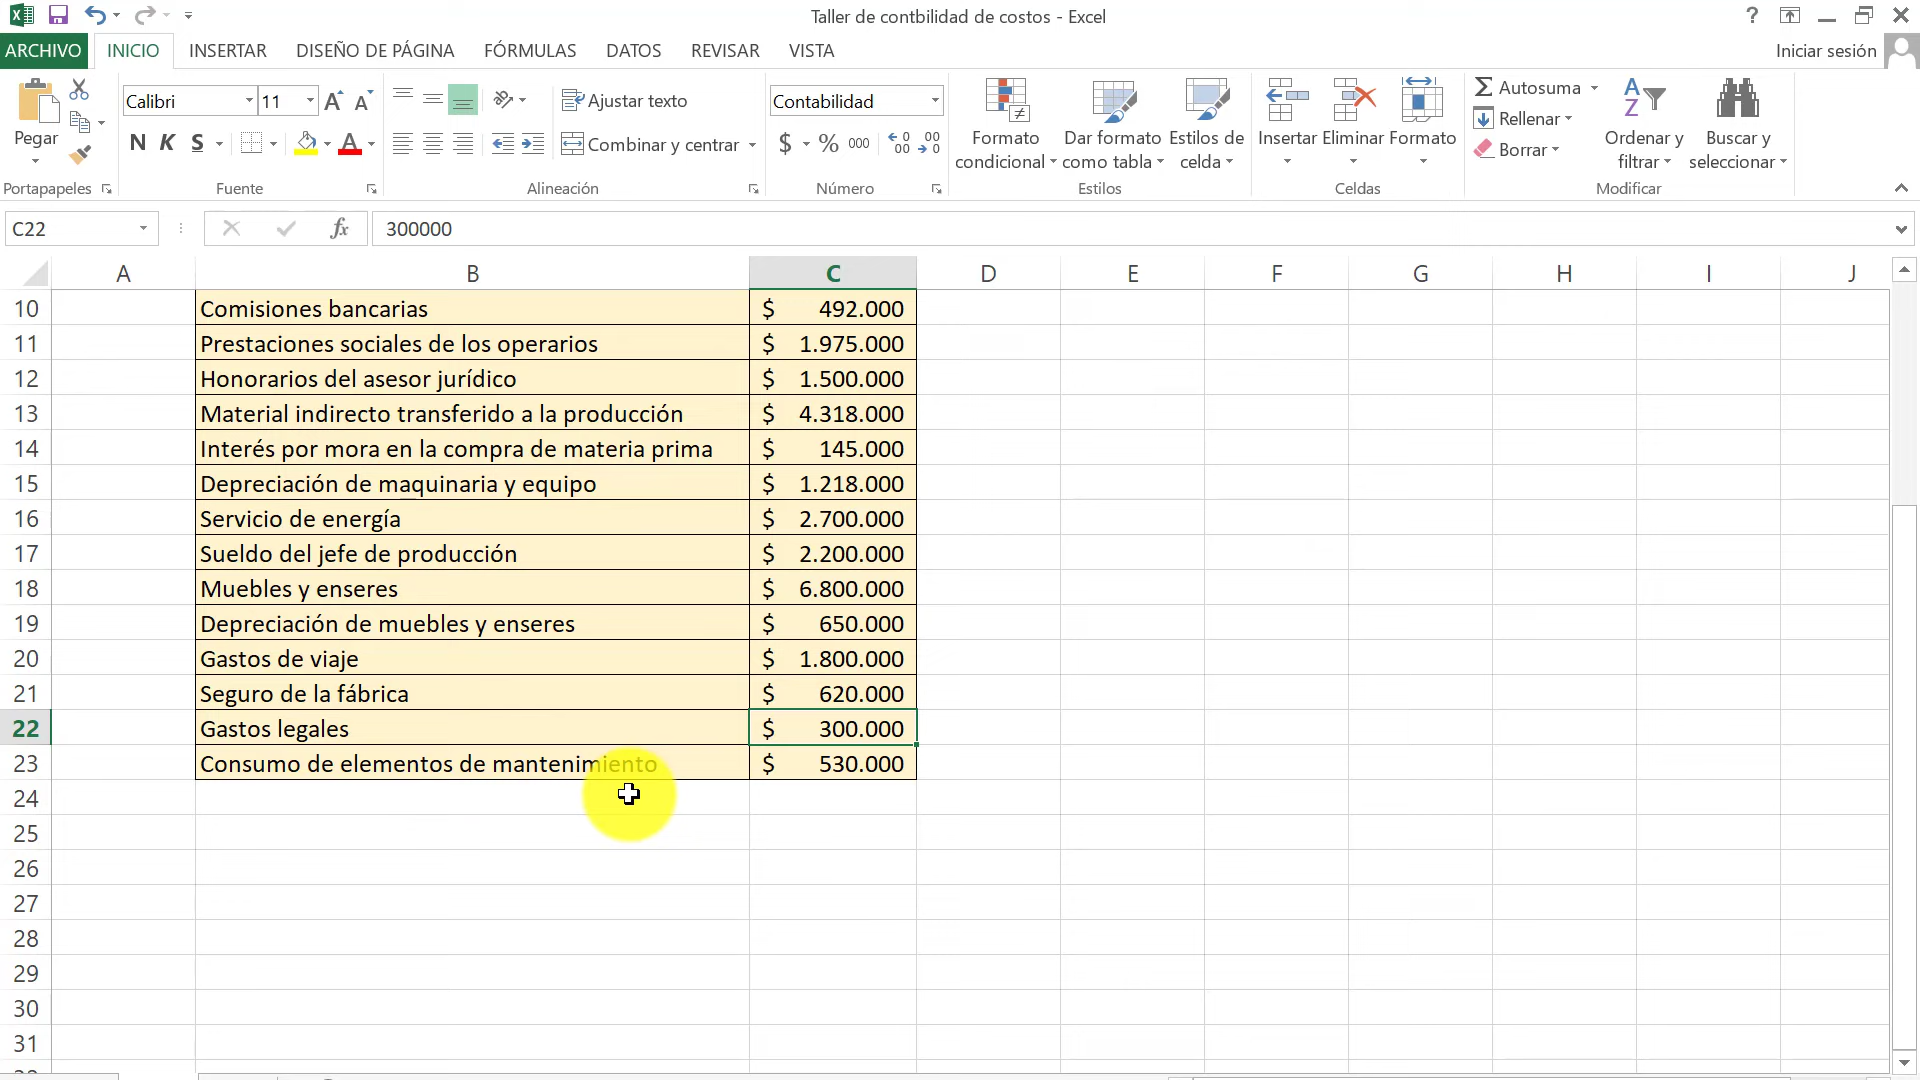 Taller de contbilidad de costos - Excel
?
ARCHIVO INICIO INSERTAR DISEÑO DE PÁGINA FÓRMULAS DATOS REVISAR VISTA Iniciar sesión
Pegar
Portapapeles
Calibri 11
N K S A
Fuente
Ajustar texto
Combinar y centrar
Alineación
Contabilidad
$ % 000
Número
Formato condicional
Dar formato como tabla
Estilos de celda
Estilos
Insertar Eliminar Formato
Celdas
Autosuma
Rellenar
Borrar
Ordenar y filtrar
Buscar y seleccionar
Modificar
C22 fx 300000
A B C D E F G H I J
10 Comisiones bancarias $ 492.000
11 Prestaciones sociales de los operarios $ 1.975.000
12 Honorarios del asesor jurídico $ 1.500.000
13 Material indirecto transferido a la producción $ 4.318.000
14 Interés por mora en la compra de materia prima $ 145.000
15 Depreciación de maquinaria y equipo $ 1.218.000
16 Servicio de energía $ 2.700.000
17 Sueldo del jefe de producción $ 2.200.000
18 Muebles y enseres $ 6.800.000
19 Depreciación de muebles y enseres $ 650.000
20 Gastos de viaje $ 1.800.000
21 Seguro de la fábrica $ 620.000
22 Gastos legales $ 300.000
23 Consumo de elementos de mantenimiento $ 530.000
24
25
26
27
28
29
30
31